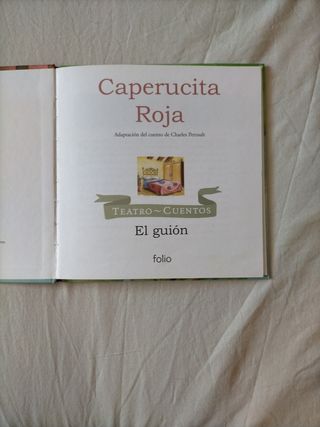 Caperucita
Roja
Adaptación del cuento de Charles Perrault
TEATRO~CUENTOS
El guión
folio